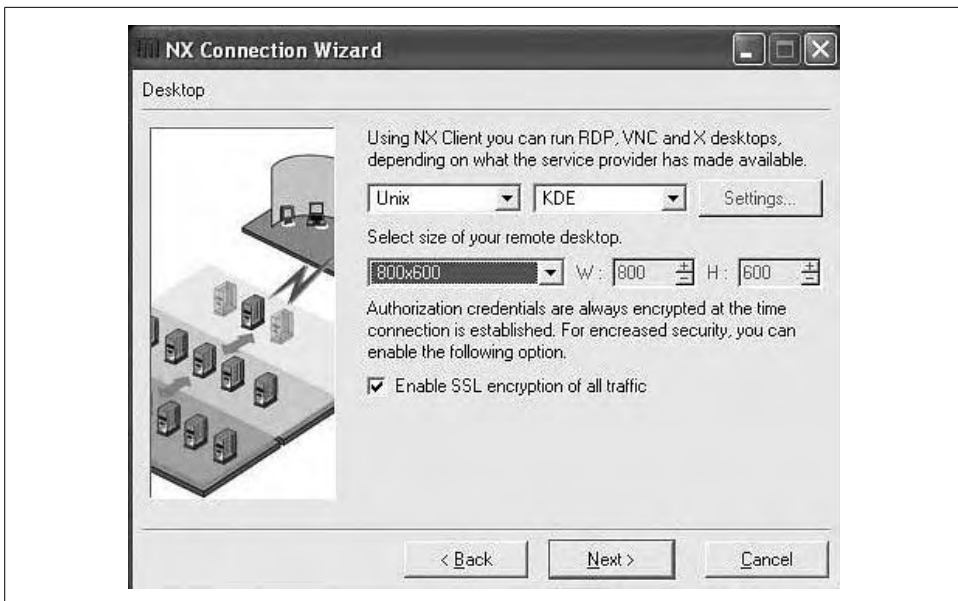 NX Connection Wizard
Desktop
Using NX Client you can run RDP, VNC and X desktops,
depending on what the service provider has made available.
Unix KDE Settings...
Select size of your remote desktop.
800x600 W : 800 H : 600
Authorization credentials are always encrypted at the time
connection is established. For encreased security, you can
enable the following option.
Enable SSL encryption of all traffic
< Back Next > Cancel